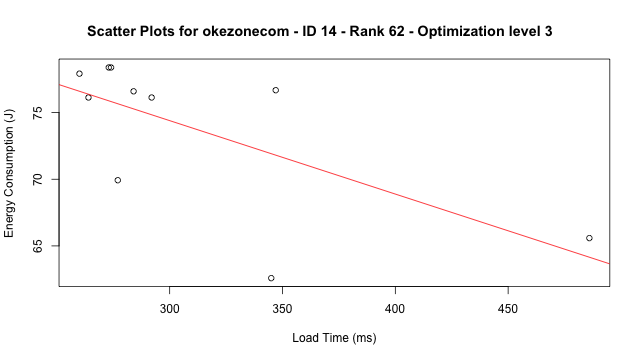 Scatter Plots for okezonecom - ID 14 - Rank 62 - Optimization level 3
Energy Consumption (J)
75
70
65
300 350 400 450
Load Time (ms)